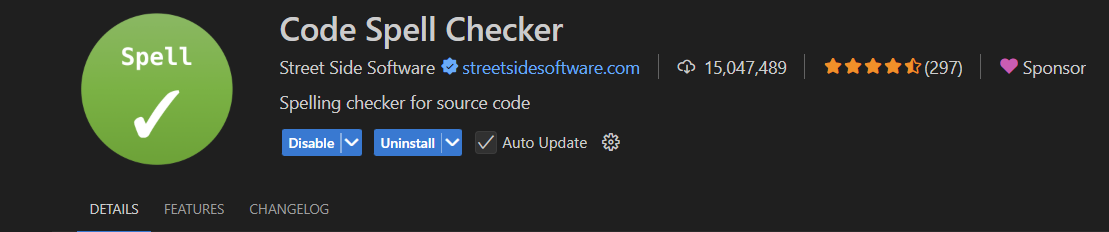 Spell
Code Spell Checker
Street Side Software streetsidesoftware.com 15,047,489 (297) Sponsor
Spelling checker for source code
Disable Uninstall Auto Update
DETAILS FEATURES CHANGELOG